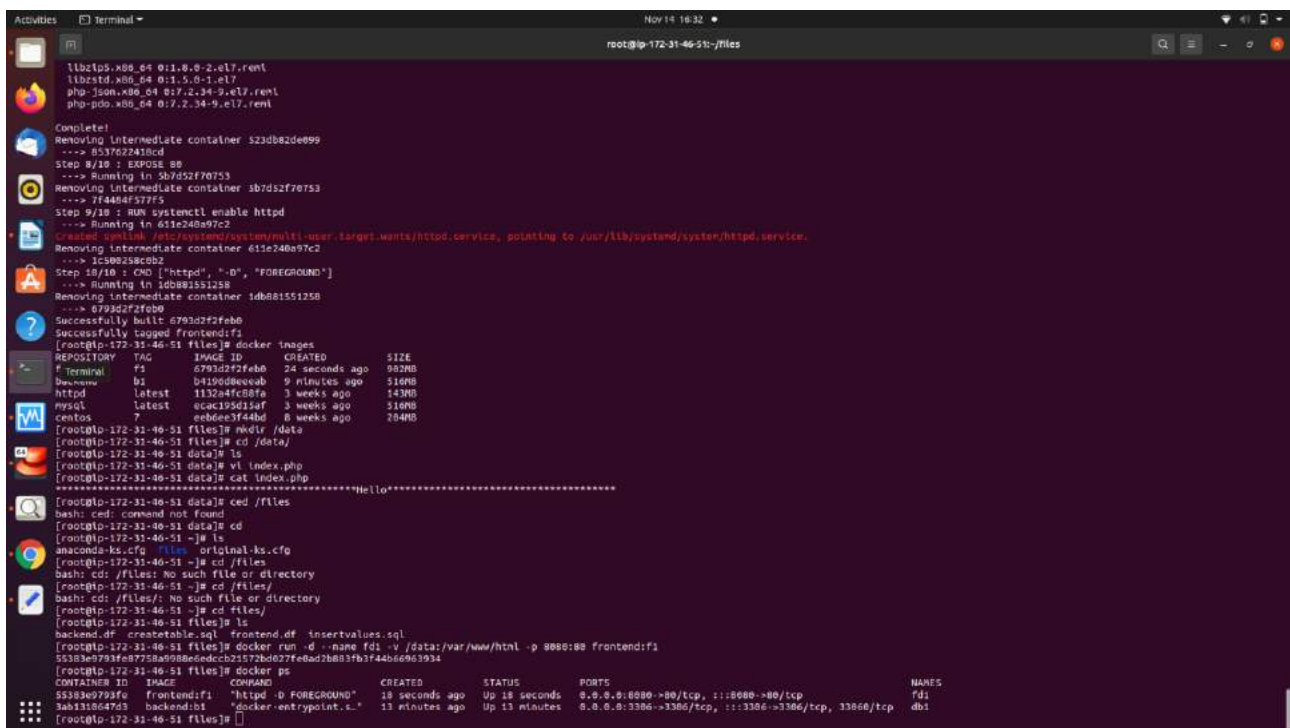 Activities
Terminal
Nov 14 16:32
root@ip-172-31-46-51:~/files
libzip5.x86_64 0:1.8.0-2.el7.remi
libzstd.x86_64 0:1.5.0-1.el7
php-json.x86_64 0:7.2.34-9.el7.remi
php-pdo.x86_64 0:7.2.34-9.el7.remi
Complete!
Removing intermediate container 523db82de099
---> 8537622418cd
Step 8/10 : EXPOSE 80
---> Running in 5b7d52f70753
Removing intermediate container 5b7d52f70753
---> 7f4484f577f5
Step 9/10 : RUN systemctl enable httpd
---> Running in 611e240a97c2
Created symlink /etc/systemd/system/multi-user.target.wants/httpd.service, pointing to /usr/lib/systemd/system/httpd.service.
Removing intermediate container 611e240a97c2
---> 1c500258c0b2
Step 10/10 : CMD ["httpd", "-D", "FOREGROUND"]
---> Running in 1db881551258
Removing intermediate container 1db881551258
---> 6793d2f2feb0
Successfully built 6793d2f2feb0
Successfully tagged frontend:f1
[root@ip-172-31-46-51 files]# docker images
REPOSITORY TAG IMAGE ID CREATED SIZE
f1 6793d2f2feb0 24 seconds ago 902MB
Terminal
backend b1 b4196d8eeeab 9 minutes ago 516MB
httpd latest 1132a4fc88fa 3 weeks ago 143MB
mysql latest ecac195d15af 3 weeks ago 516MB
centos 7 eeb6ee3f44bd 8 weeks ago 204MB
[root@ip-172-31-46-51 files]# mkdir /data
[root@ip-172-31-46-51 files]# cd /data/
[root@ip-172-31-46-51 data]# ls
[root@ip-172-31-46-51 data]# vi index.php
[root@ip-172-31-46-51 data]# cat index.php
**************************************************Hello**************************************
[root@ip-172-31-46-51 data]# ced /files
bash: ced: command not found
[root@ip-172-31-46-51 data]# cd
[root@ip-172-31-46-51 ~]# ls
anaconda-ks.cfg files original-ks.cfg
[root@ip-172-31-46-51 ~]# cd /files
bash: cd: /files: No such file or directory
[root@ip-172-31-46-51 ~]# cd /files/
bash: cd: /files/: No such file or directory
[root@ip-172-31-46-51 ~]# cd files/
[root@ip-172-31-46-51 files]# ls
backend.df createtable.sql frontend.df insertvalues.sql
[root@ip-172-31-46-51 files]# docker run -d --name fd1 -v /data:/var/www/html -p 8080:80 frontend:f1
55383e9793fe87758a9988e6edccb21572bd027fe0ad2b883fb3f44b66963934
[root@ip-172-31-46-51 files]# docker ps
CONTAINER ID IMAGE COMMAND CREATED STATUS PORTS NAMES
55383e9793fe frontend:f1 "httpd -D FOREGROUND" 18 seconds ago Up 18 seconds 0.0.0.0:8080->80/tcp, :::8080->80/tcp fd1
3ab1310647d3 backend:b1 "docker-entrypoint.s…" 13 minutes ago Up 13 minutes 0.0.0.0:3306->3306/tcp, :::3306->3306/tcp, 33060/tcp db1
[root@ip-172-31-46-51 files]#